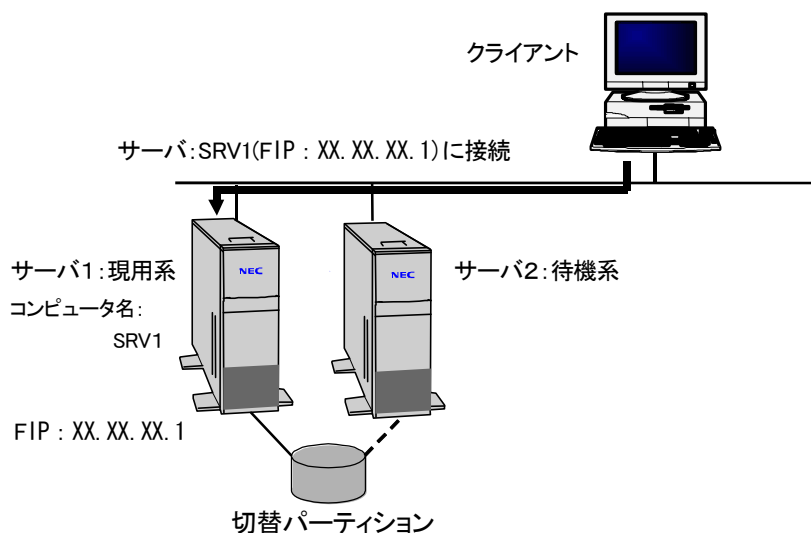 クライアント
サーバ:SRV1(FIP : XX. XX. XX. 1)に接続
サーバ1:現用系
コンピュータ名:
SRV1
NEC
NEC
サーバ2:待機系
FIP : XX. XX. XX. 1
切替パーティション